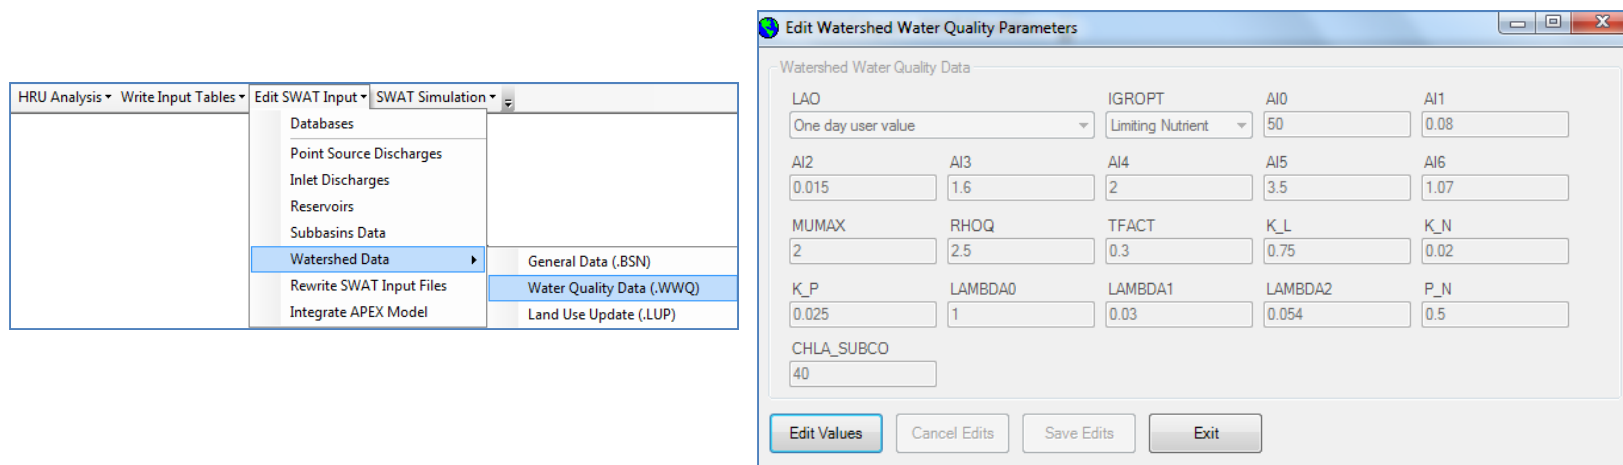 HRU Analysis Write Input Tables Edit SWAT Input SWAT Simulation
Databases
Point Source Discharges
Inlet Discharges
Reservoirs
Subbasins Data
Watershed Data
Rewrite SWAT Input Files
Integrate APEX Model
General Data (.BSN)
Water Quality Data (.WWQ)
Land Use Update (.LUP)
Edit Watershed Water Quality Parameters
Watershed Water Quality Data
LAO IGROPT AI0 AI1
One day user value Limiting Nutrient 50 0.08
AI2 AI3 AI4 AI5 AI6
0.015 1.6 2 3.5 1.07
MUMAX RHOQ TFACT K_L K_N
2 2.5 0.3 0.75 0.02
K_P LAMBDA0 LAMBDA1 LAMBDA2 P_N
0.025 1 0.03 0.054 0.5
CHLA_SUBCO
40
Edit Values Cancel Edits Save Edits Exit